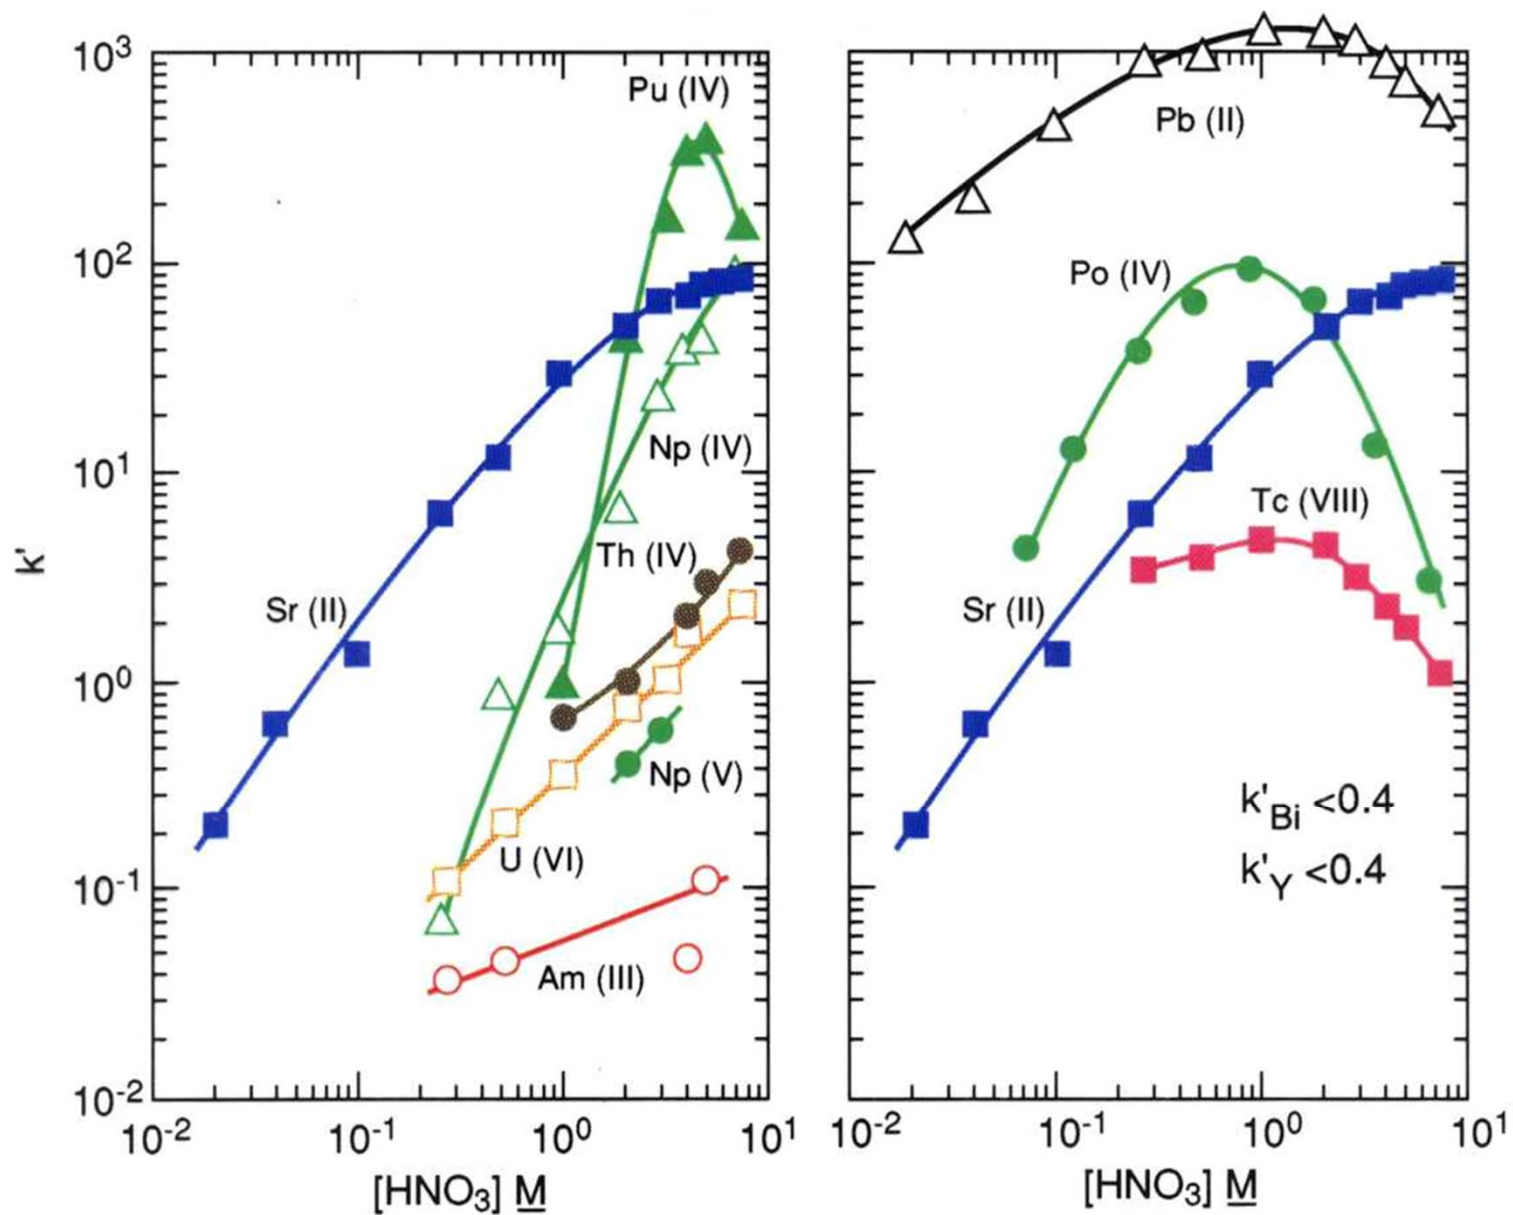 10³
10²
10¹
10⁰
10⁻¹
10⁻²
k'
Pu (IV)
Np (IV)
Th (IV)
Sr (II)
Np (V)
U (VI)
Am (III)
10⁻²
10⁻¹
10⁰
10¹
[HNO₃] M
Pb (II)
Po (IV)
Tc (VIII)
Sr (II)
k'Bi <0.4
k'Y <0.4
10⁻²
10⁻¹
10⁰
10¹
[HNO₃] M